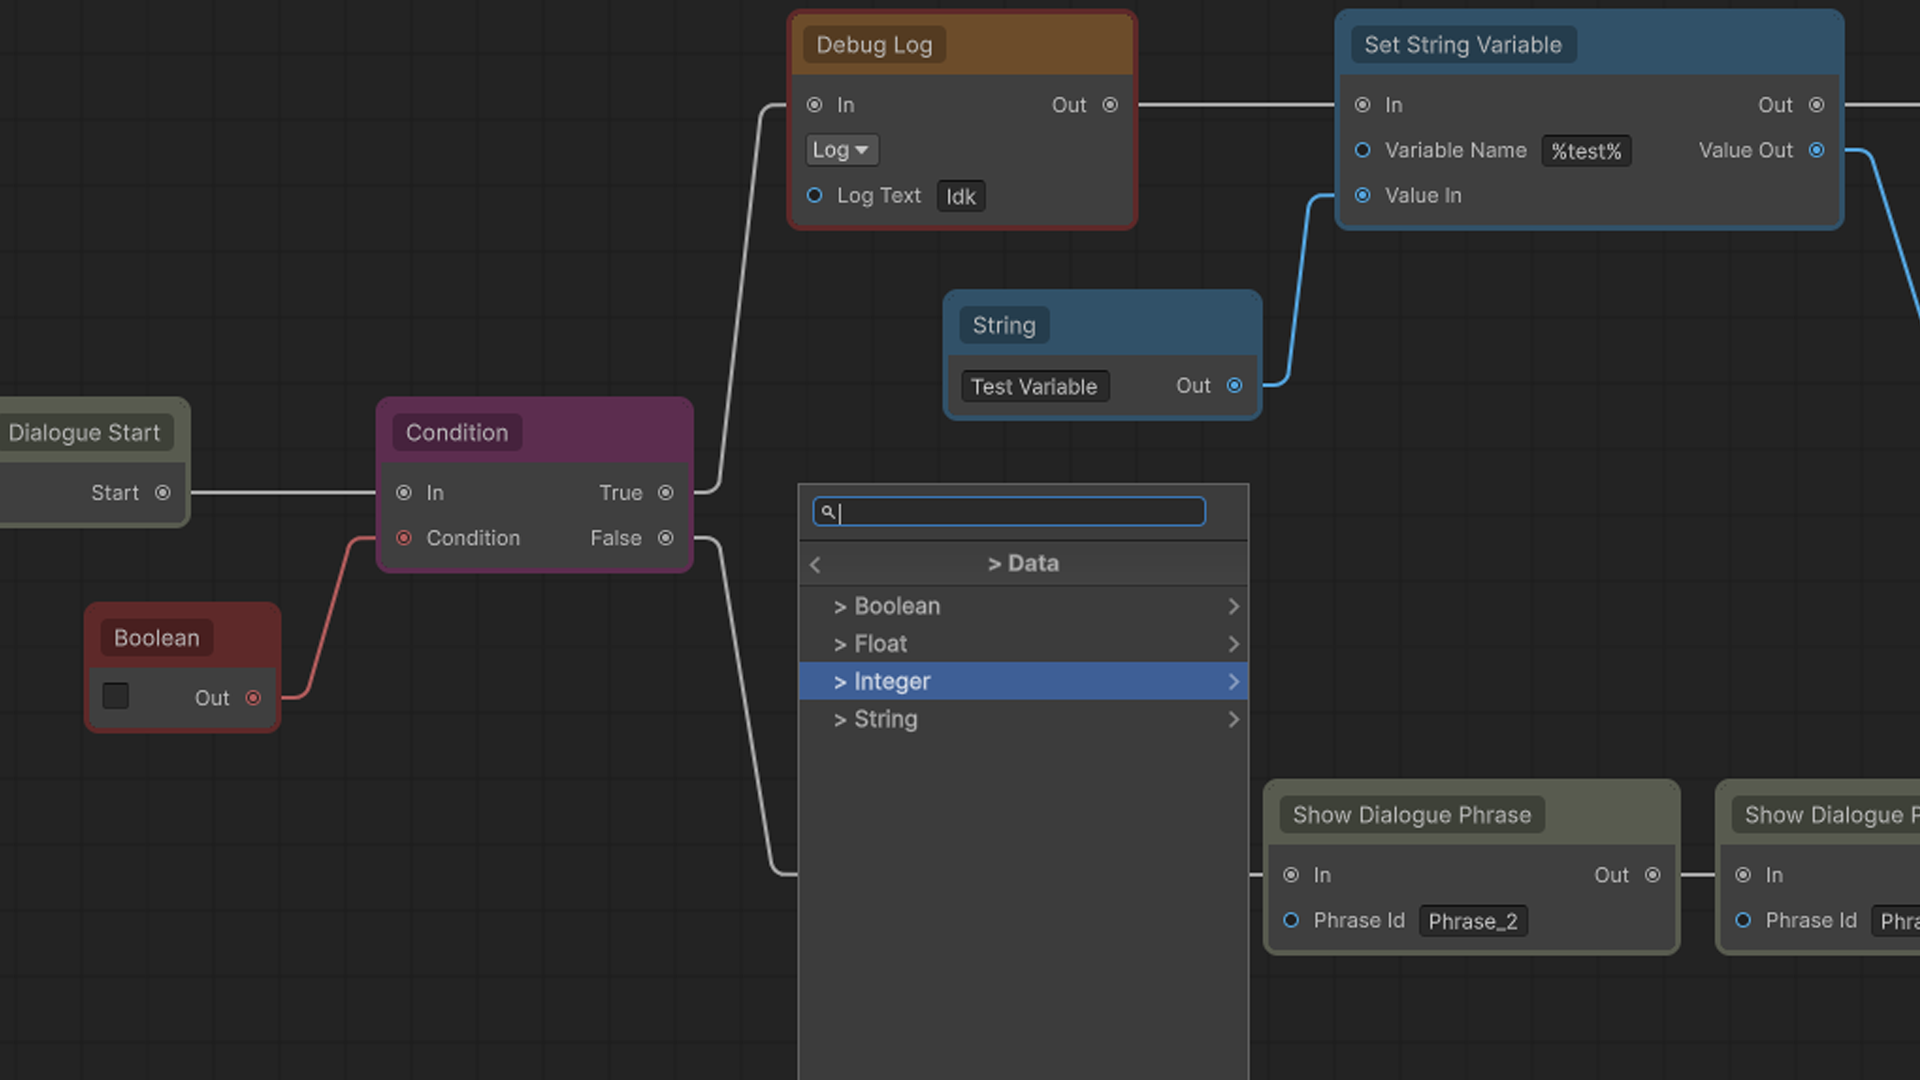 Debug Log
In
Out
Log
Log Text
Idk
Set String Variable
In
Out
Variable Name
%test%
Value Out
Value In
String
Test Variable
Out
Dialogue Start
Start
Condition
In
True
Condition
False
Boolean
Out
> Data
> Boolean
> Float
> Integer
> String
Show Dialogue Phrase
In
Out
Phrase Id
Phrase_2
Show Dialogue
In
Phrase Id